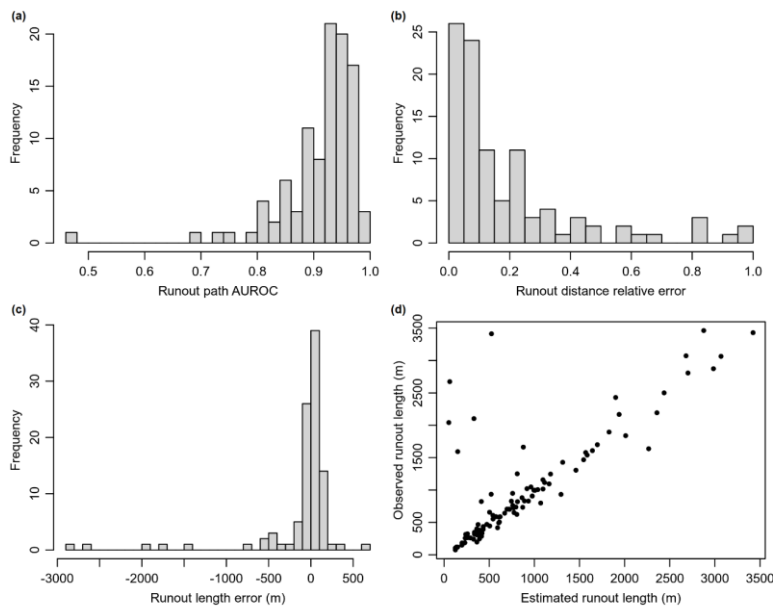 (a)
20
15
10
5
0
Frequency
0.5 0.6 0.7 0.8 0.9 1.0
Runout path AUROC
(b)
25
20
15
10
5
0
Frequency
0.0 0.2 0.4 0.6 0.8 1.0
Runout distance relative error
(c)
40
30
20
10
0
Frequency
-3000 -2000 -1000 -500 0 500
Runout length error (m)
(d)
3500
2500
1500
500
0
Observed runout length (m)
0 500 1000 1500 2000 2500 3000 3500
Estimated runout length (m)